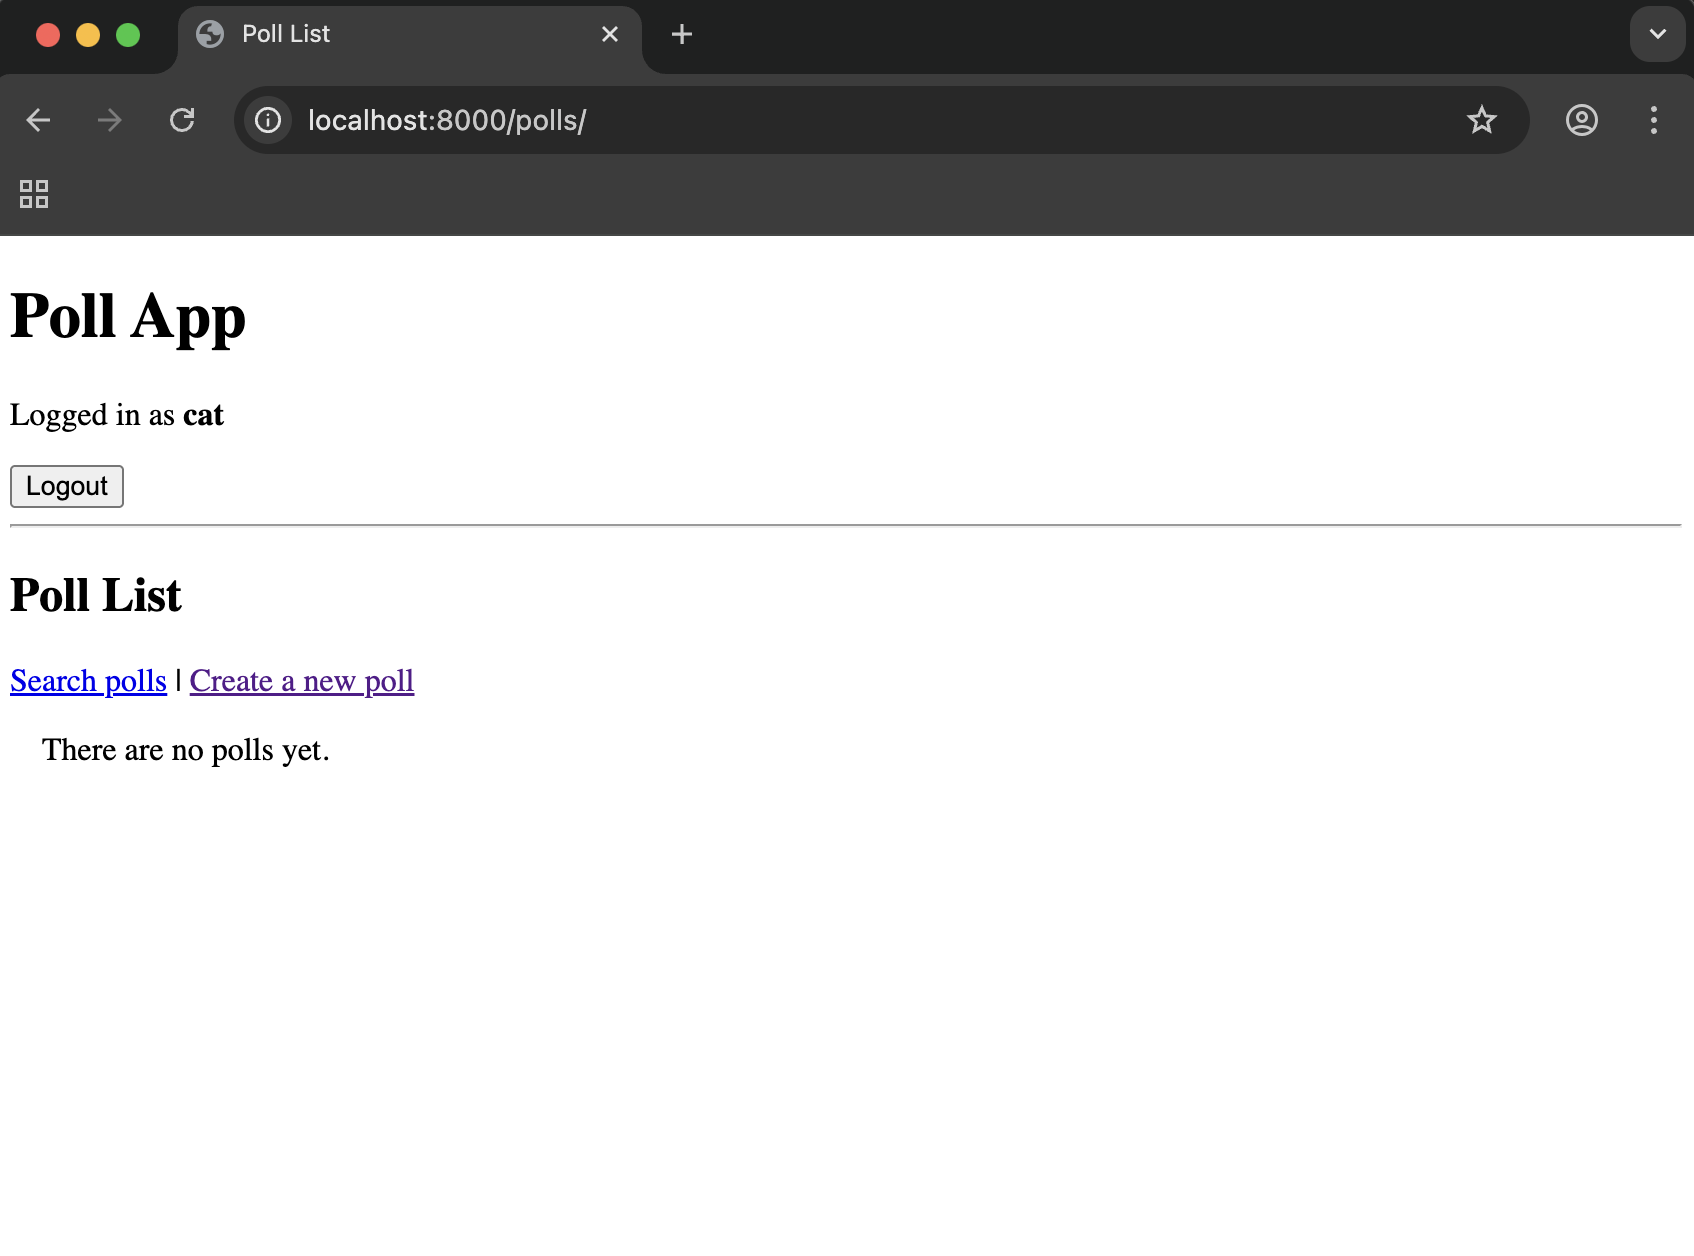 Poll List
localhost:8000/polls/
Poll App
Logged in as cat
Logout
Poll List
Search polls | Create a new poll
There are no polls yet.